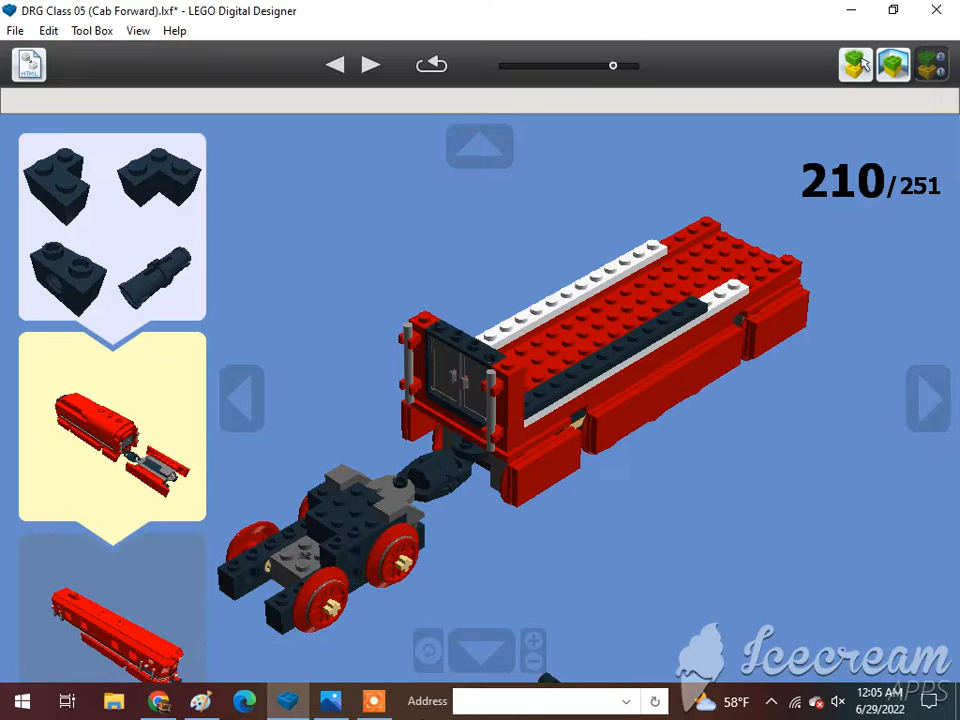 DRG Class 05 (Cab Forward).lxf* - LEGO Digital Designer
File Edit Tool Box View Help
HTML
210/251
Icecream
APPS
Address
58°F
12:05 AM
6/29/2022